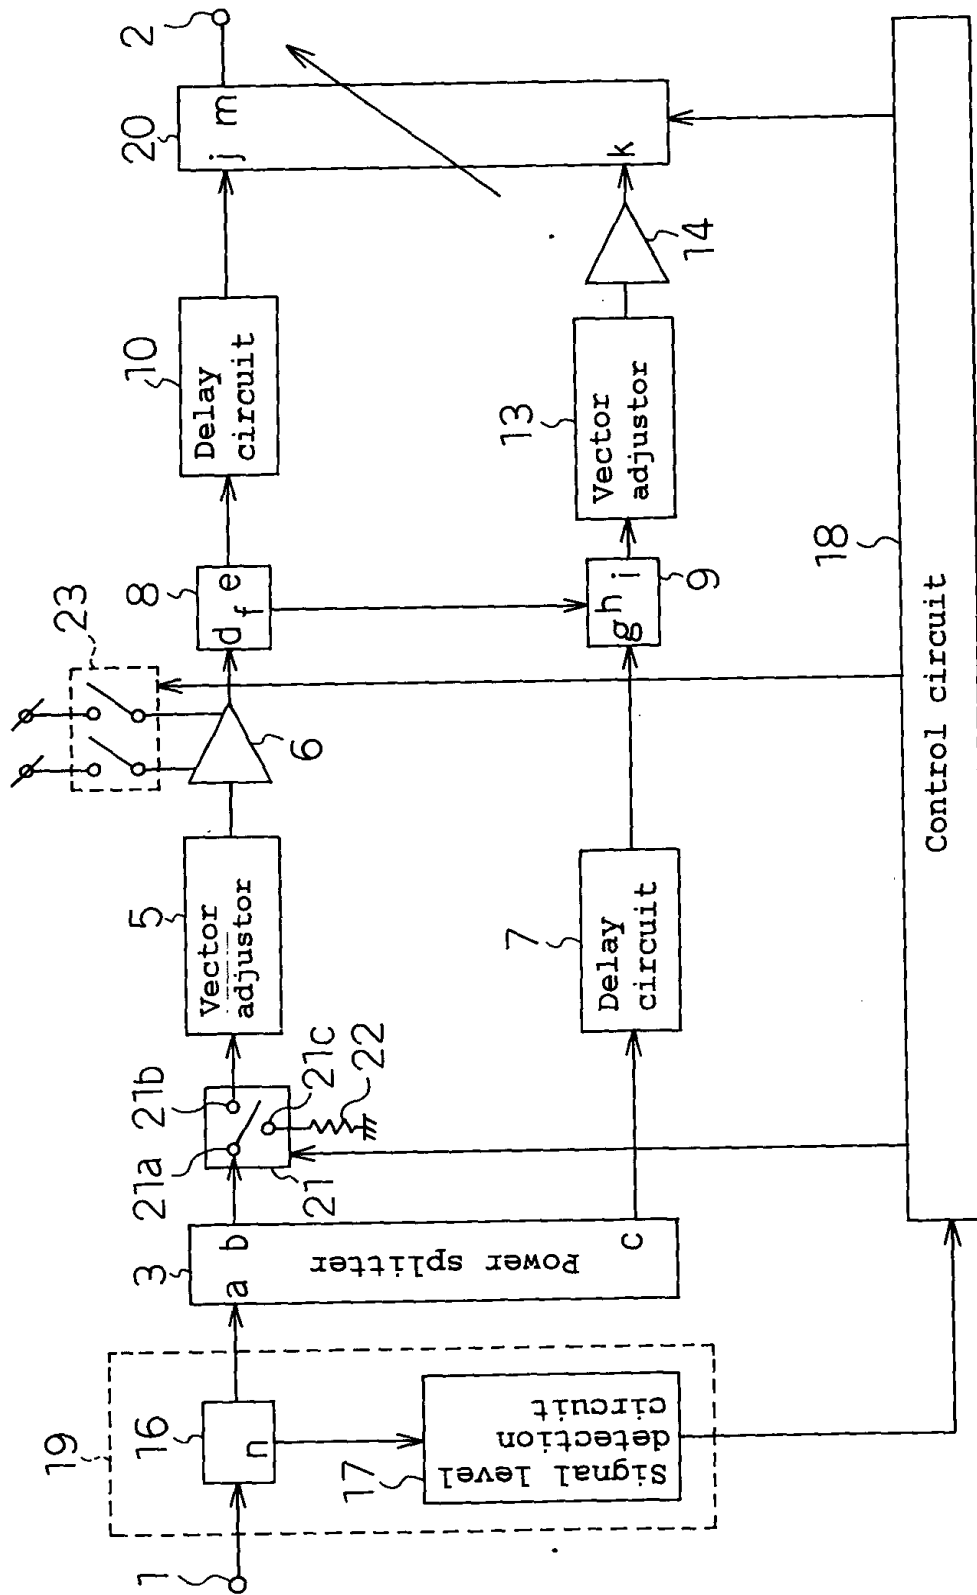 1
19
16
n
17
Signal level
detection
circuit
3
a b
c
Power splitter
21a
21b
21c
21
22
5
Vector
adjustor
7
Delay
circuit
6
23
8
d e
f
9
g h i
10
Delay
circuit
13
Vector
adjustor
14
20
j m
k
2
18
Control circuit